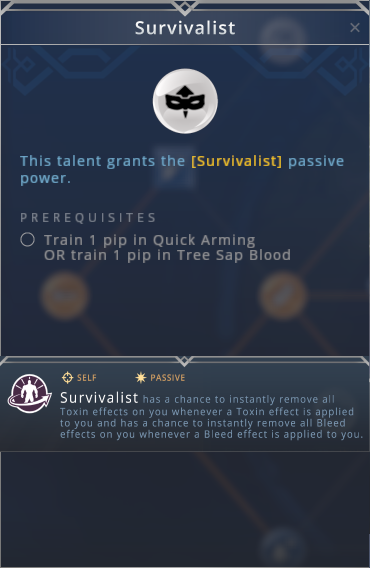 Survivalist
This talent grants the [Survivalist] passive
power.
PREREQUISITES
Train 1 pip in Quick Arming
OR train 1 pip in Tree Sap Blood
SELF PASSIVE
Survivalist has a chance to instantly remove all
Toxin effects on you whenever a Toxin effect is applied
to you and has a chance to instantly remove all Bleed
effects on you whenever a Bleed effect is applied to you.